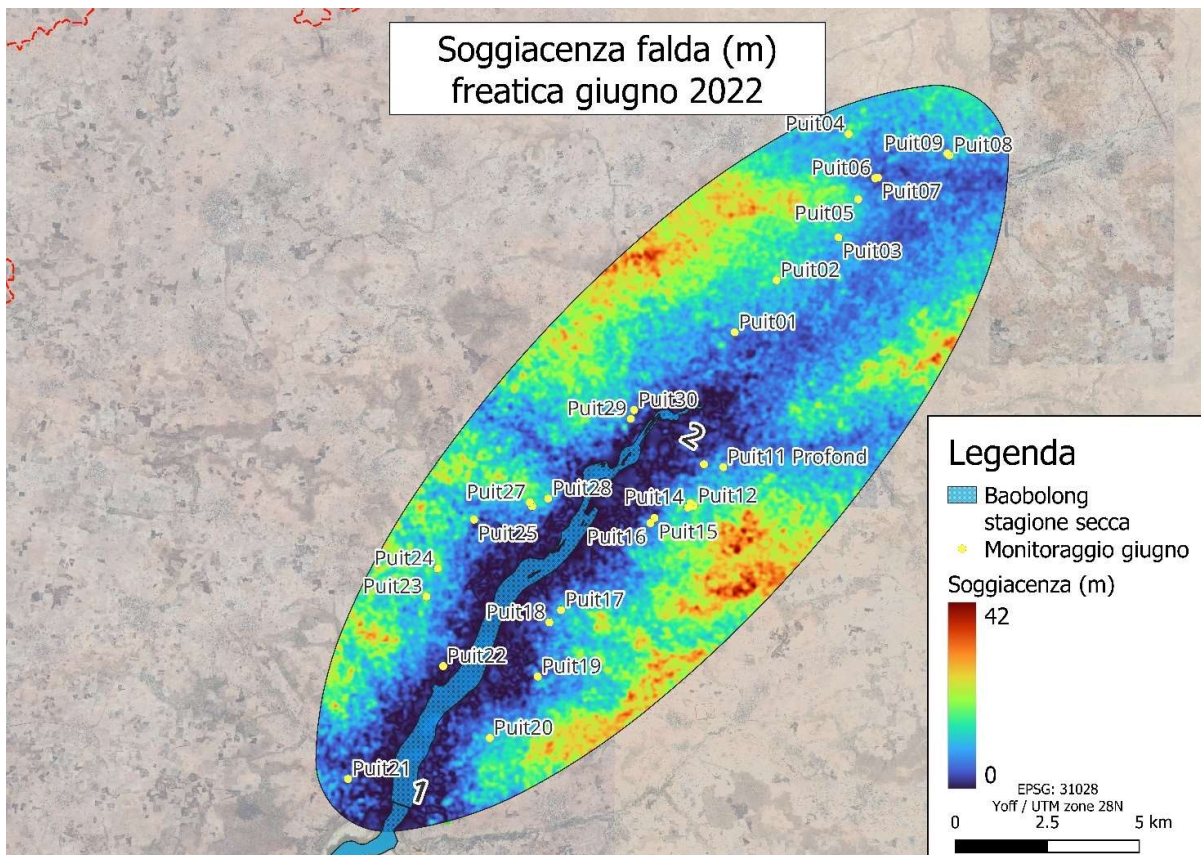 Soggiacenza falda (m)
freatica giugno 2022
Puit04
Puit09
Puit08
Puit06
Puit07
Puit05
Puit03
Puit02
Puit01
Puit30
Puit29
2
Puit11 Profond
Puit27
Puit28
Puit14
Puit12
Puit25
Puit16
Puit15
Puit24
Puit23
Puit18
Puit17
Puit22
Puit19
Puit20
Puit21
1
Legenda
Baobolong
stagione secca
Monitoraggio giugno
Soggiacenza (m)
42
0
EPSG: 31028
Yoff / UTM zone 28N
0 2.5 5 km